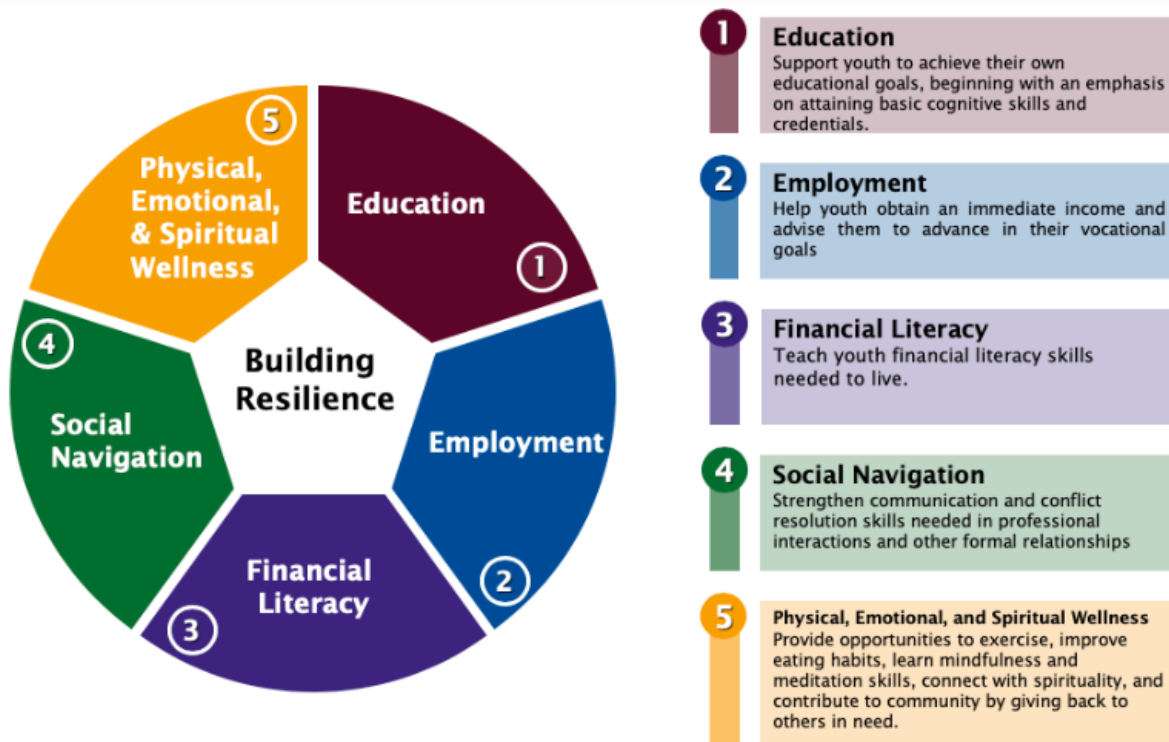 5
Physical,
Emotional,
& Spiritual
Wellness
Education
1
4
Building
Resilience
Social
Navigation
Employment
Financial
Literacy
2
3
1
Education
Support youth to achieve their own
educational goals, beginning with an emphasis
on attaining basic cognitive skills and
credentials.
2
Employment
Help youth obtain an immediate income and
advise them to advance in their vocational
goals
3
Financial Literacy
Teach youth financial literacy skills
needed to live.
4
Social Navigation
Strengthen communication and conflict
resolution skills needed in professional
interactions and other formal relationships
5
Physical, Emotional, and Spiritual Wellness
Provide opportunities to exercise, improve
eating habits, learn mindfulness and
meditation skills, connect with spirituality, and
contribute to community by giving back to
others in need.